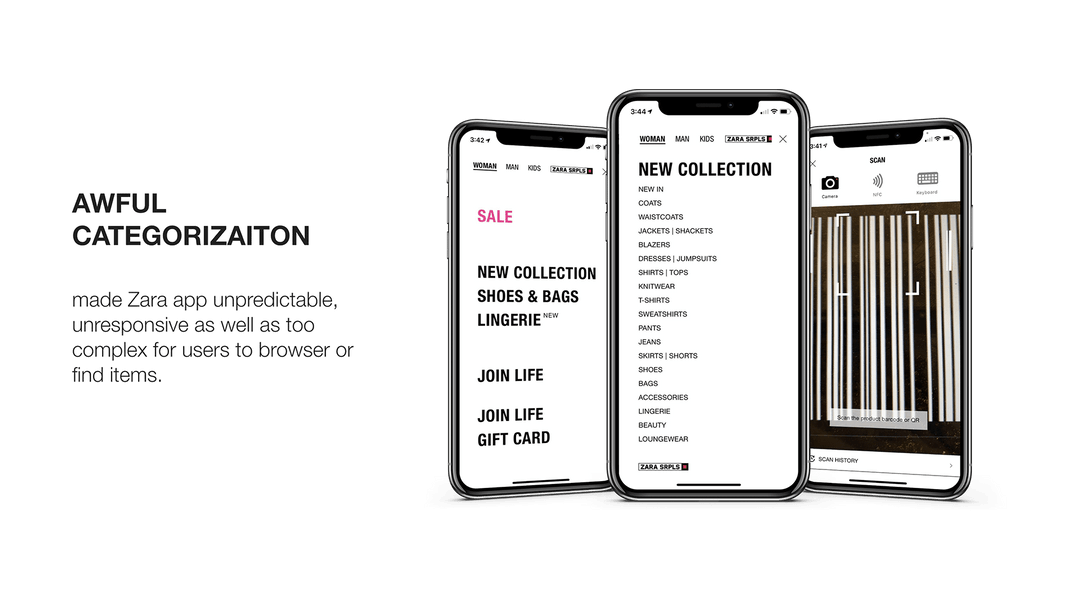 AWFUL
CATEGORIZAITON
made Zara app unpredictable,
unresponsive as well as too
complex for users to browser or
find items.
3:42
WOMAN MAN KIDS ZARA SRPLS
SALE
NEW COLLECTION
SHOES & BAGS
LINGERIE NEW
JOIN LIFE
JOIN LIFE
GIFT CARD
3:44
WOMAN MAN KIDS ZARA SRPLS
NEW COLLECTION
NEW IN
COATS
WAISTCOATS
JACKETS | SHACKETS
BLAZERS
DRESSES | JUMPSUITS
SHIRTS | TOPS
KNITWEAR
T-SHIRTS
SWEATSHIRTS
PANTS
JEANS
SKIRTS | SHORTS
SHOES
BAGS
ACCESSORIES
LINGERIE
BEAUTY
LOUNGEWEAR
ZARA SRPLS
3:41
SCAN
Camera NFC Keyboard
Scan the product barcode or QR
SCAN HISTORY